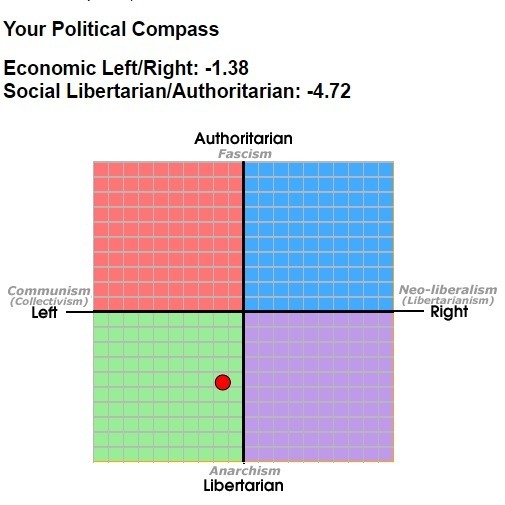 Your Political Compass
Economic Left/Right: -1.38
Social Libertarian/Authoritarian: -4.72
Authoritarian
Fascism
Communism
(Collectivism)
Left
Neo-liberalism
(Libertarianism)
Right
Anarchism
Libertarian